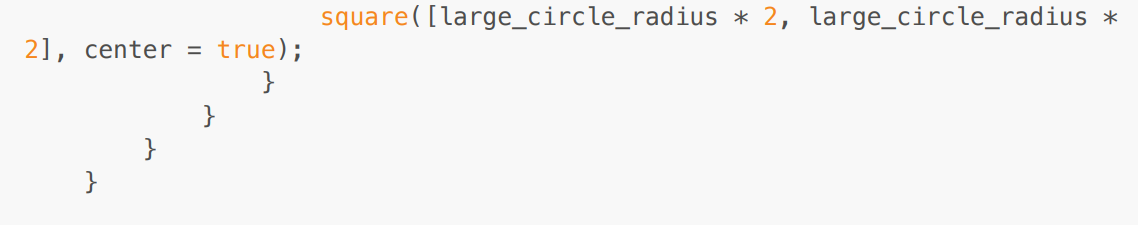 square([large_circle_radius * 2, large_circle_radius *
2], center = true);
}
}
}
}